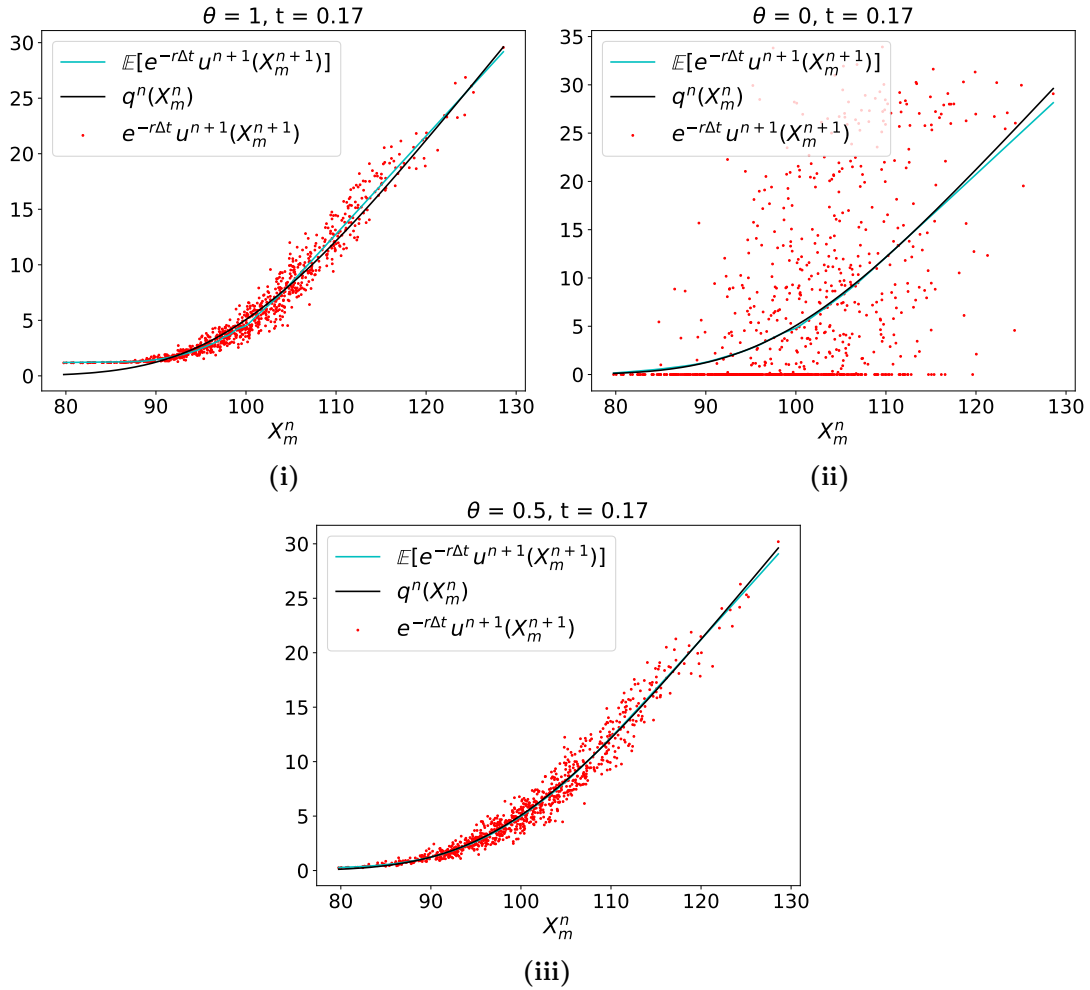 θ = 1, t = 0.17
𝔼[e^{-rΔt} u^{n+1}(X_m^{n+1})]
q^n(X_m^n)
e^{-rΔt} u^{n+1}(X_m^{n+1})
30
25
20
15
10
5
0
80 90 100 110 120 130
X_m^n
(i)
θ = 0, t = 0.17
𝔼[e^{-rΔt} u^{n+1}(X_m^{n+1})]
q^n(X_m^n)
e^{-rΔt} u^{n+1}(X_m^{n+1})
35
30
25
20
15
10
5
0
80 90 100 110 120 130
X_m^n
(ii)
θ = 0.5, t = 0.17
𝔼[e^{-rΔt} u^{n+1}(X_m^{n+1})]
q^n(X_m^n)
e^{-rΔt} u^{n+1}(X_m^{n+1})
30
25
20
15
10
5
0
80 90 100 110 120 130
X_m^n
(iii)